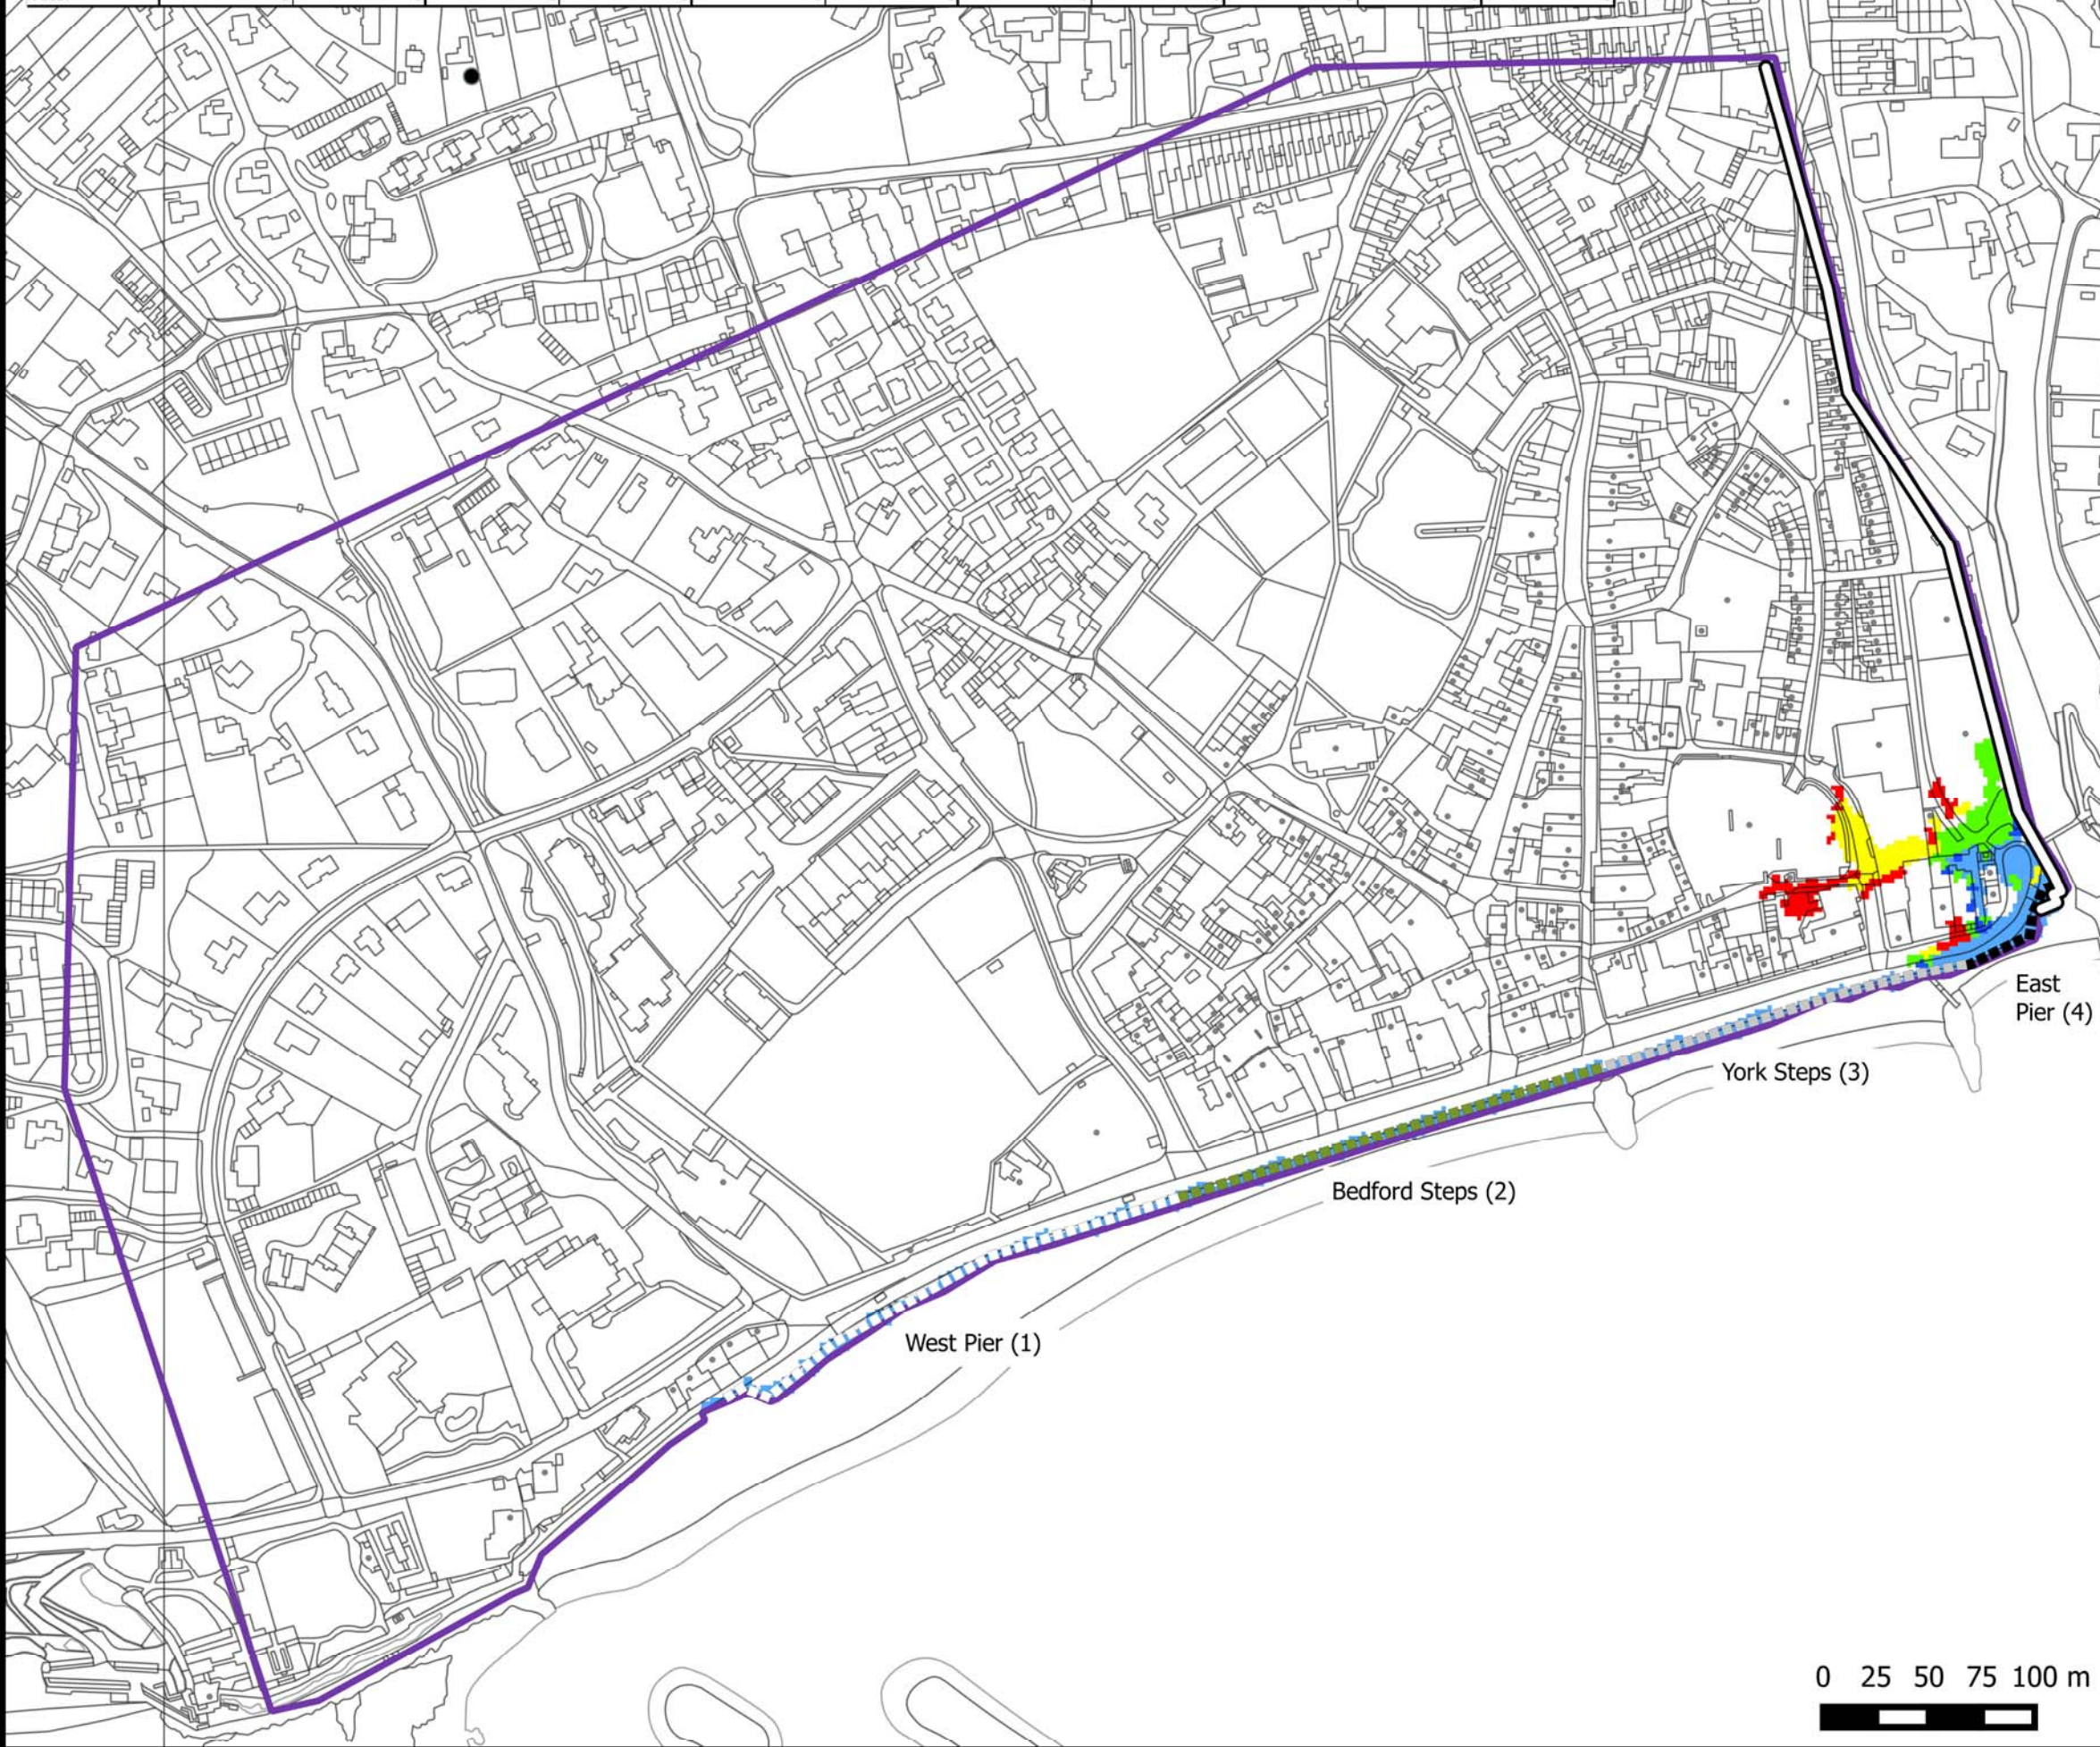 East
Pier (4)
York Steps (3)
Bedford Steps (2)
West Pier (1)
0 25 50 75 100 m